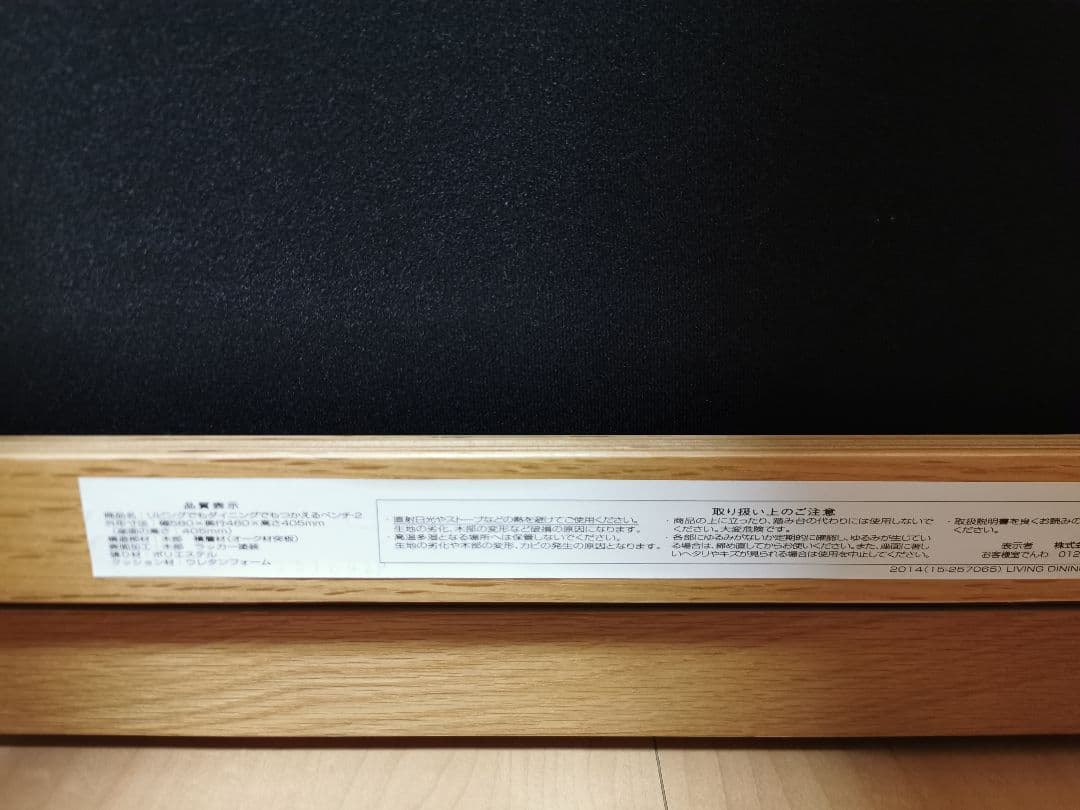 品質表示
商品名：リビングでもダイニングでもつかえるベンチ-2
外形寸法：幅580×奥行460×高さ405mm
（座面の高さ：405mm）
構造部材：木部 積層材(オーク材突板)
表面加工：木部 ラッカー塗装
張り材：ポリエステル
クッション材：ウレタンフォーム
・直射日光やストーブなどの熱を避けてご使用ください。
生地の劣化、木部の変形など破損の原因になります。
・高温多湿となる場所へは保管しないでください。
生地の劣化や木部の変形、カビの発生の原因となります。
取り扱い上のご注意
・商品の上に立ったり、踏み台の代わりには使用しないで
ください。大変危険です。
・各部にゆるみがないか定期的に確認し、ゆるみが生じてい
る場合は、締め直してからお使いください。また、座面に著し
いヘタリやキズが見られる場合は使用を中止してください。
・取扱説明書を良くお読みの
ください。
表示者 株式会
お客様室でんわ 012
2014(15-257065) LIVING DINING